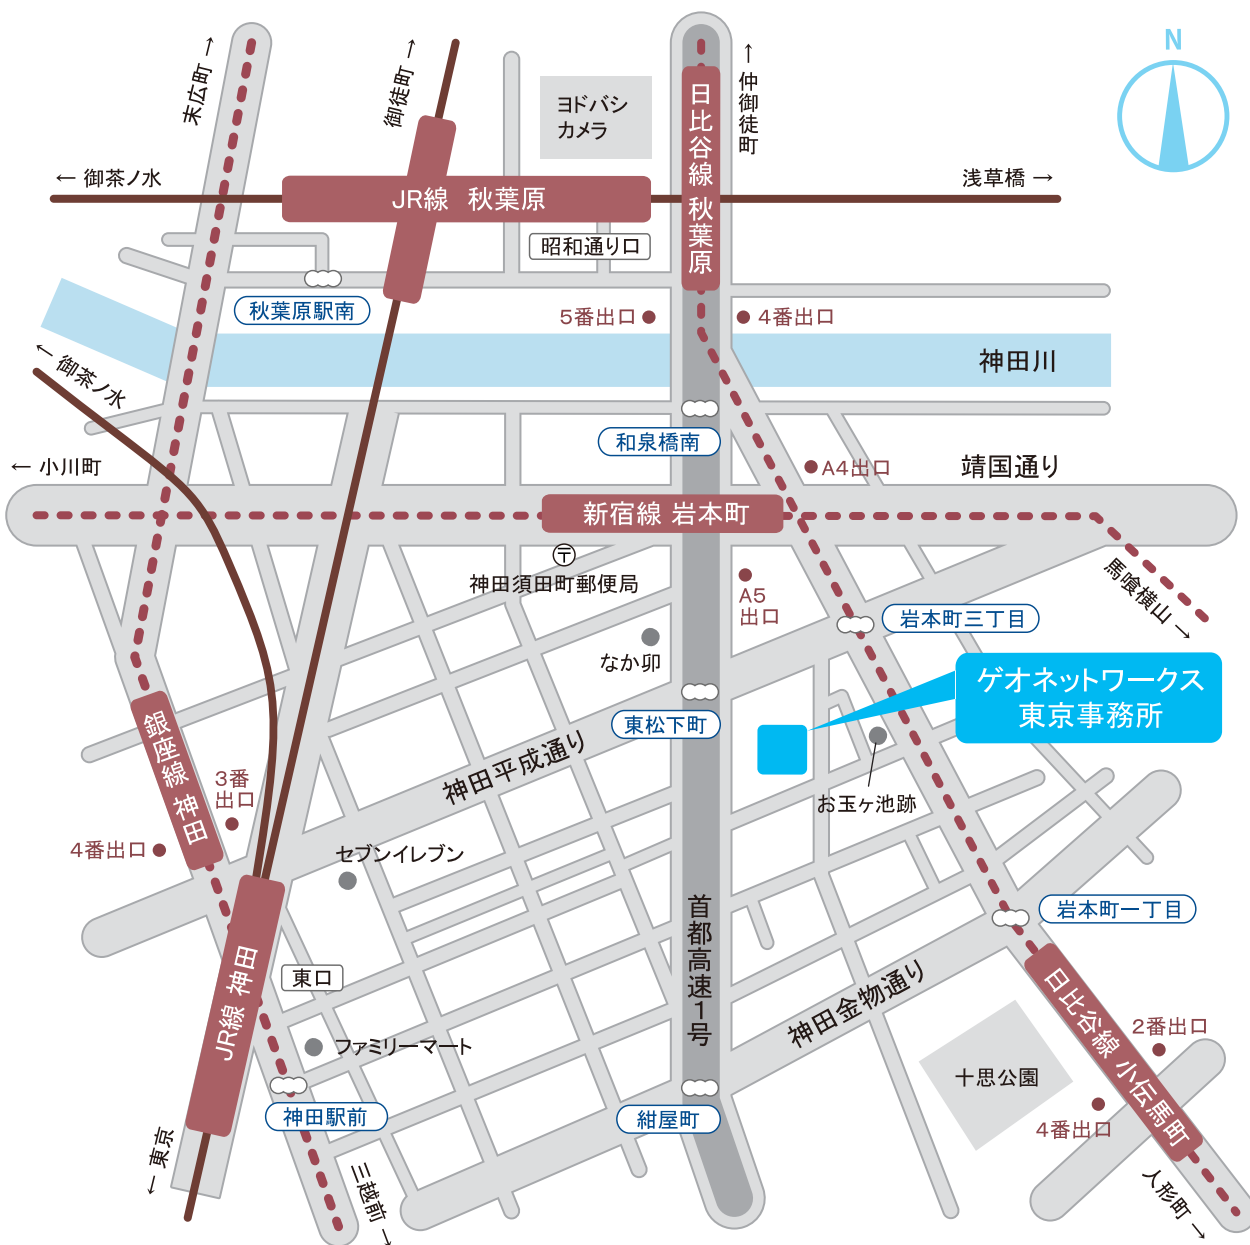 N
末広町 →
御徒町 →
ヨドバシ
カメラ
日比谷線 秋葉原
← 仲御徒町
← 御茶ノ水
JR線 秋葉原
浅草橋 →
昭和通り口
秋葉原駅南
5番出口
4番出口
神田川
← 御茶ノ水
和泉橋南
← 小川町
A4出口
靖国通り
新宿線 岩本町
〒
神田須田町郵便局
A5
出口
馬喰横山 →
岩本町三丁目
なか卯
ゲオネットワークス
東京事務所
東松下町
銀座線 神田
神田平成通り
3番
出口
お玉ヶ池跡
4番出口
セブンイレブン
首都高速1号
岩本町一丁目
JR線 神田
東口
神田金物通り
日比谷線 小伝馬町
2番出口
ファミリーマート
十思公園
神田駅前
紺屋町
4番出口
← 東京
三越前 →
人形町 →